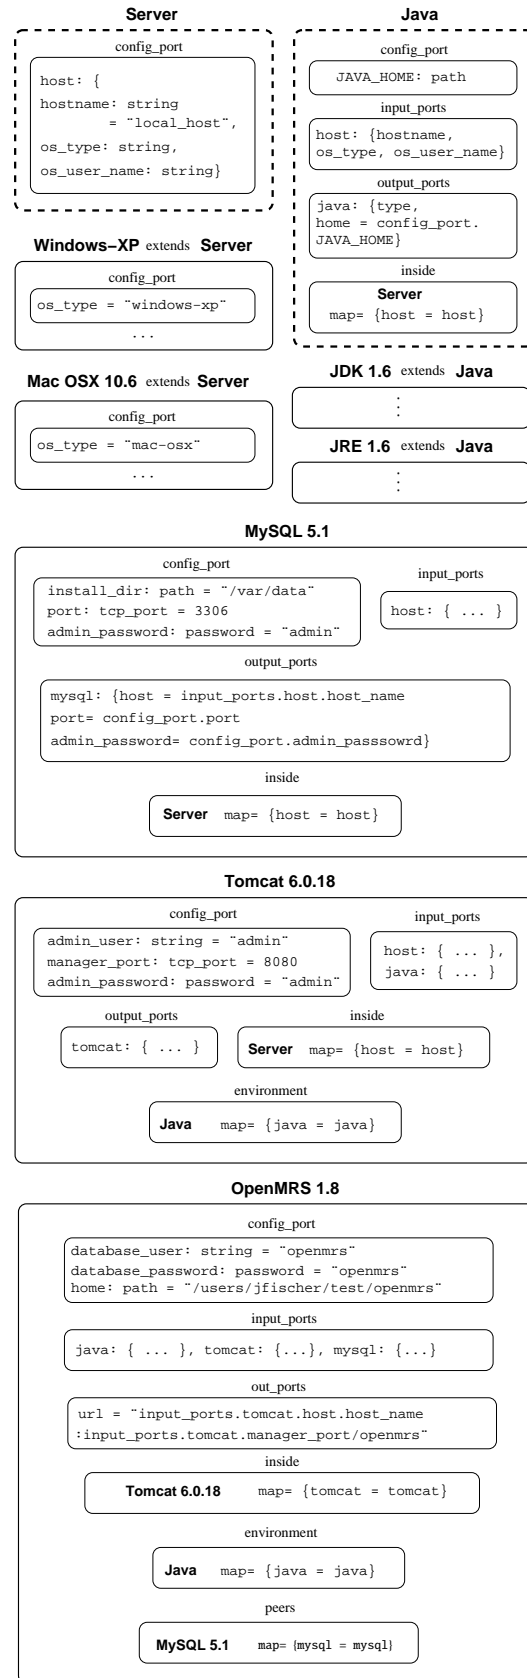 Server
config_port
host: {
hostname: string
= ¨local_host¨,
os_type: string,
os_user_name: string}
Java
config_port
JAVA_HOME: path
input_ports
host: {hostname,
os_type, os_user_name}
output_ports
java: {type,
home = config_port.
JAVA_HOME}
inside
Server
map= {host = host}
Windows−XP extends Server
config_port
os_type = ¨windows-xp¨
...
Mac OSX 10.6 extends Server
config_port
os_type = ¨mac-osx¨
...
JDK 1.6 extends Java
...
JRE 1.6 extends Java
...
MySQL 5.1
config_port
install_dir: path = ¨/var/data¨
port: tcp_port = 3306
admin_password: password = ¨admin¨
input_ports
host: { ... }
output_ports
mysql: {host = input_ports.host.host_name
port= config_port.port
admin_password= config_port.admin_passsowrd}
inside
Server map= {host = host}
Tomcat 6.0.18
config_port
admin_user: string = ¨admin¨
manager_port: tcp_port = 8080
admin_password: password = ¨admin¨
input_ports
host: { ... },
java: { ... }
output_ports
tomcat: { ... }
inside
Server map= {host = host}
environment
Java map= {java = java}
OpenMRS 1.8
config_port
database_user: string = ¨openmrs¨
database_password: password = ¨openmrs¨
home: path = ¨/users/jfischer/test/openmrs¨
input_ports
java: { ... }, tomcat: {...}, mysql: {...}
out_ports
url = ¨input_ports.tomcat.host.host_name
:input_ports.tomcat.manager_port/openmrs¨
inside
Tomcat 6.0.18 map= {tomcat = tomcat}
environment
Java map= {java = java}
peers
MySQL 5.1 map= {mysql = mysql}